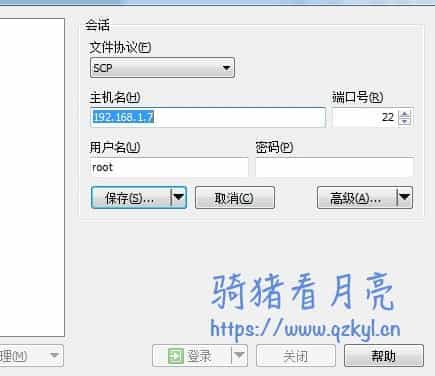 会话
文件协议(F)
SCP
主机名(H) 端口号(R)
192.168.1.7 22
用户名(U) 密码(P)
root
保存(S)... 取消(C) 高级(A)...
骑猪看月亮
https://www.qzkyl.cn
理(M) 登录 关闭 帮助